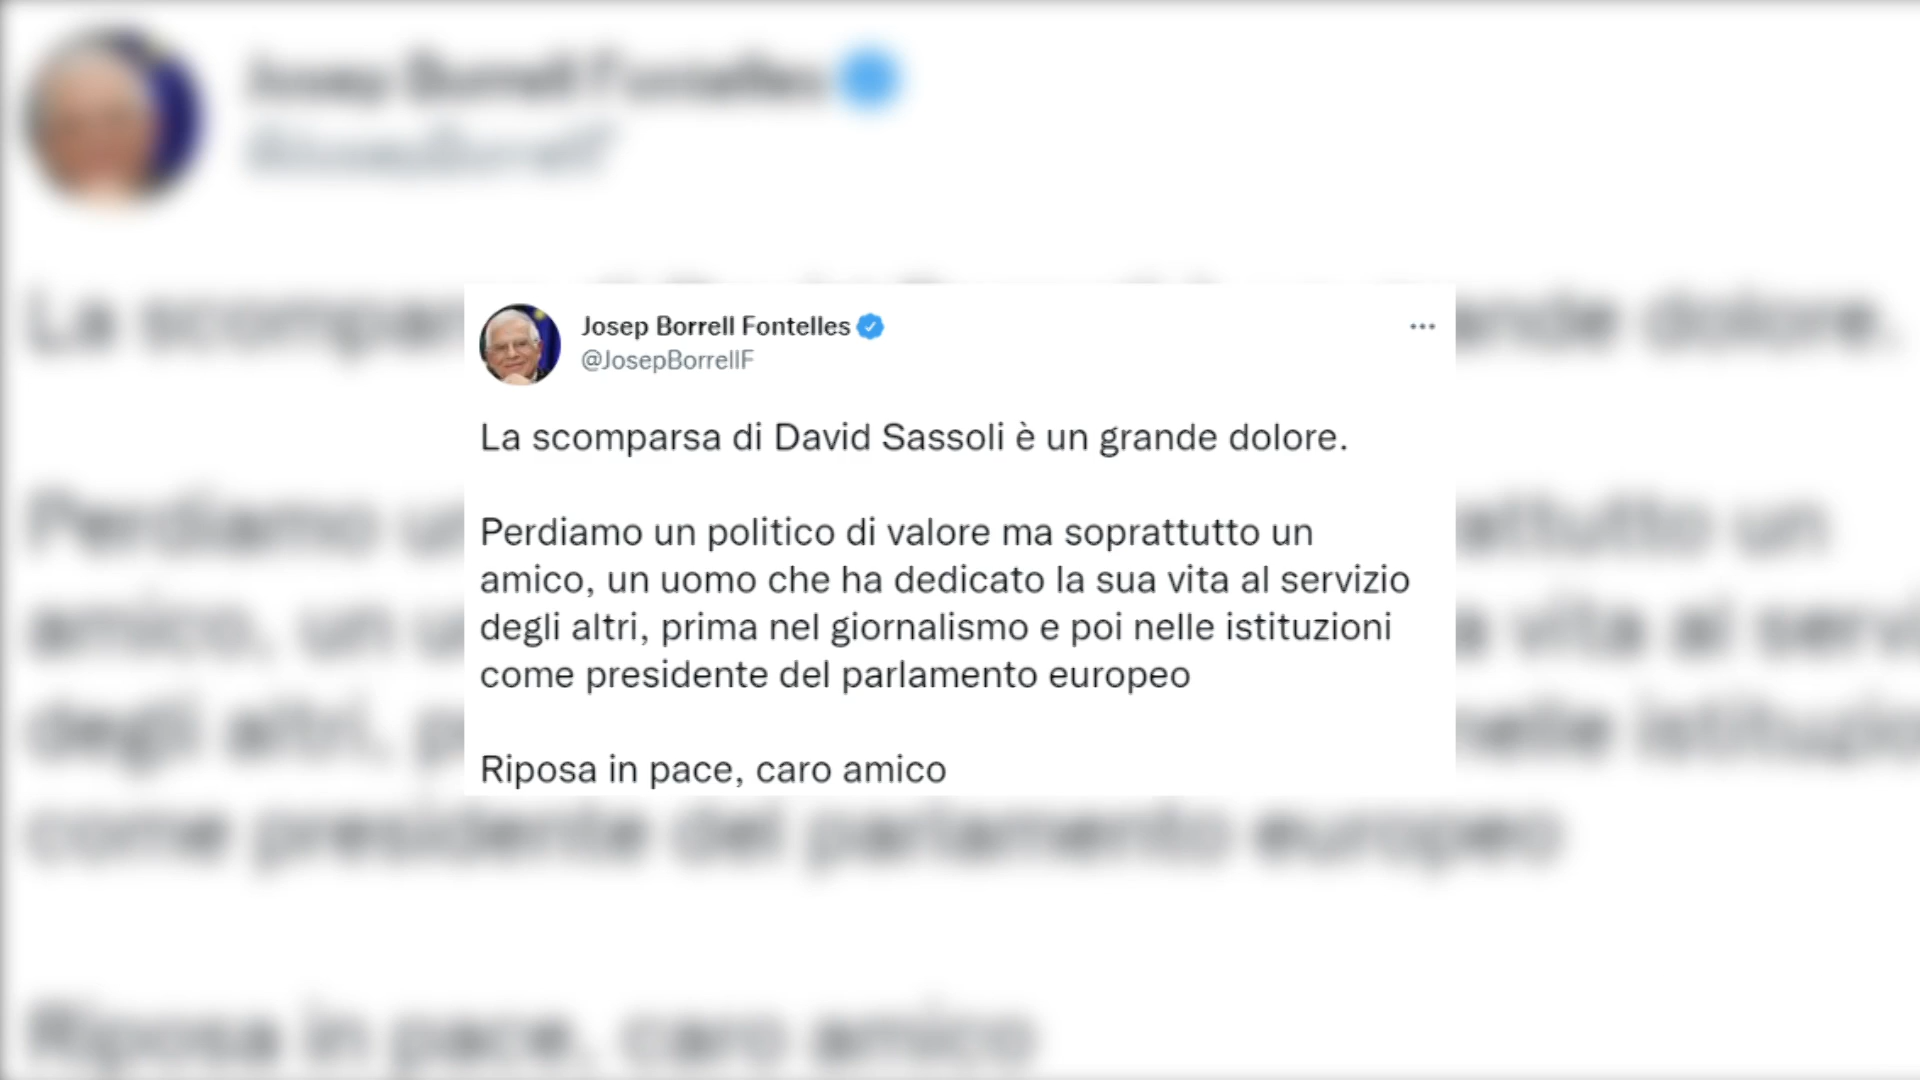 Josep Borrell Fontelles
@JosepBorrellF
La scomparsa di David Sassoli è un grande dolore.
Perdiamo un politico di valore ma soprattutto un
amico, un uomo che ha dedicato la sua vita al servizio
degli altri, prima nel giornalismo e poi nelle istituzioni
come presidente del parlamento europeo
Riposa in pace, caro amico